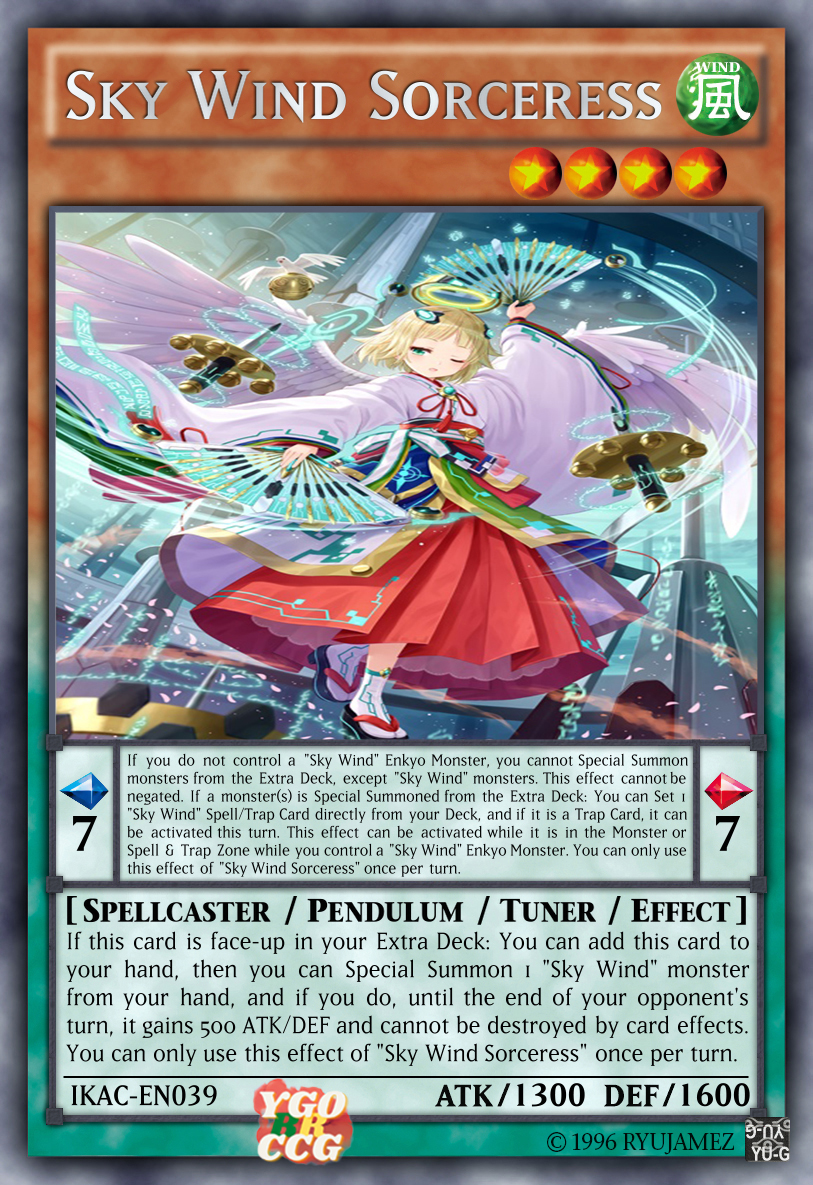 Sky Wind Sorceress
WIND
風
If you do not control a "Sky Wind" Enkyo Monster, you cannot Special Summon
monsters from the Extra Deck, except "Sky Wind" monsters. This effect cannot be
negated. If a monster(s) is Special Summoned from the Extra Deck: You can Set 1
"Sky Wind" Spell/Trap Card directly from your Deck, and if it is a Trap Card, it can
be activated this turn. This effect can be activated while it is in the Monster or
Spell & Trap Zone while you control a "Sky Wind" Enkyo Monster. You can only use
this effect of "Sky Wind Sorceress" once per turn.
7
7
[ Spellcaster / Pendulum / Tuner / Effect ]
If this card is face-up in your Extra Deck: You can add this card to
your hand, then you can Special Summon 1 "Sky Wind" monster
from your hand, and if you do, until the end of your opponent's
turn, it gains 500 ATK/DEF and cannot be destroyed by card effects.
You can only use this effect of "Sky Wind Sorceress" once per turn.
IKAC-EN039
ATK/1300 DEF/1600
YGO
RR
CCG
© 1996 RYUJAMEZ
YU-G
YU-G